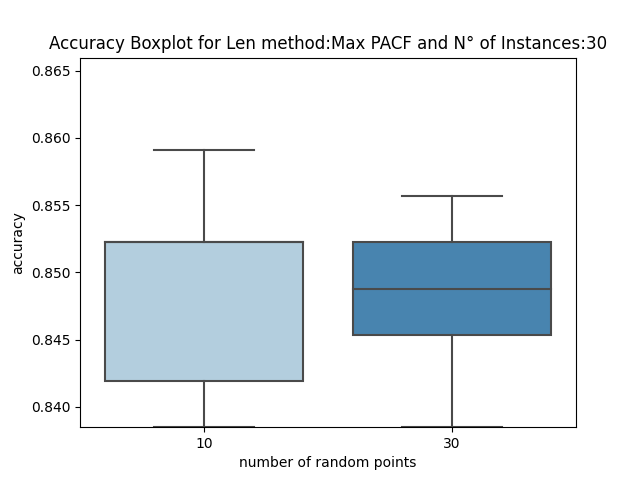 Accuracy Boxplot for Len method:Max PACF and N° of Instances:30
0.865
0.860
0.855
0.850
0.845
0.840
accuracy
10
30
number of random points